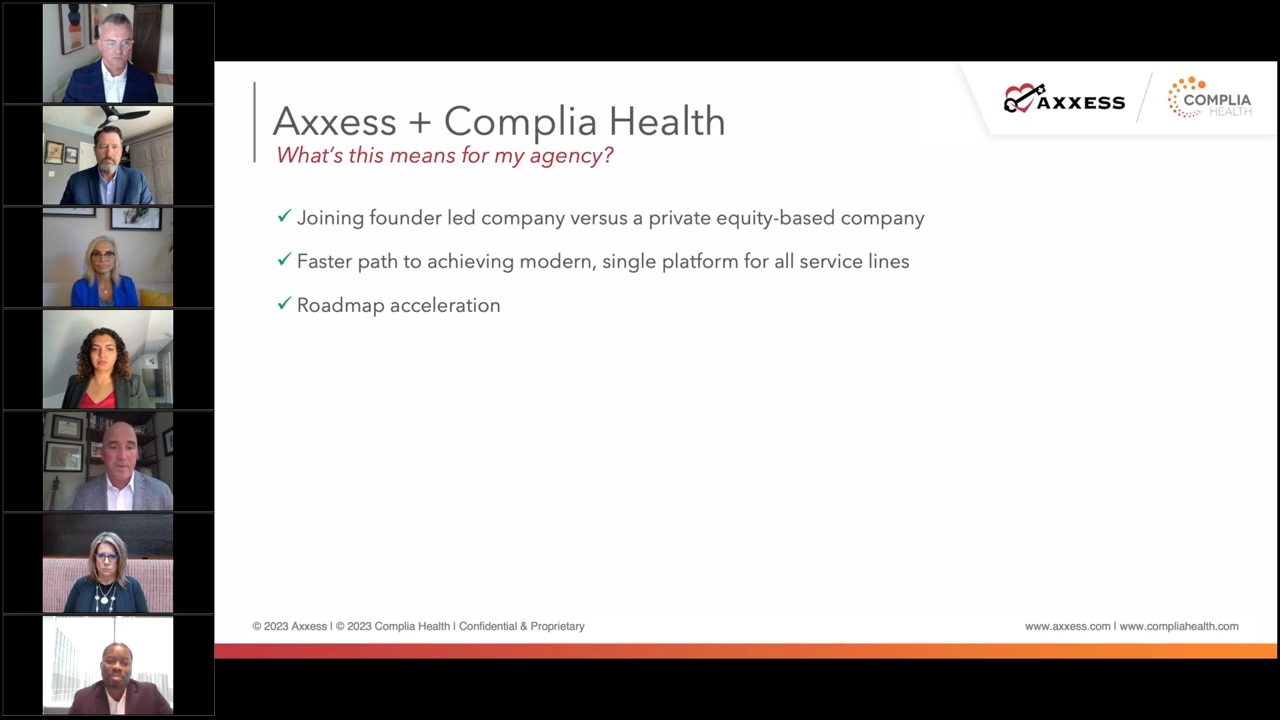 Axxess + Complia Health
What's this means for my agency?
AXXESS
COMPLIA
HEALTH
✓ Joining founder led company versus a private equity-based company
✓ Faster path to achieving modern, single platform for all service lines
✓ Roadmap acceleration
© 2023 Axxess | © 2023 Complia Health | Confidential & Proprietary
www.axxess.com | www.compliahealth.com